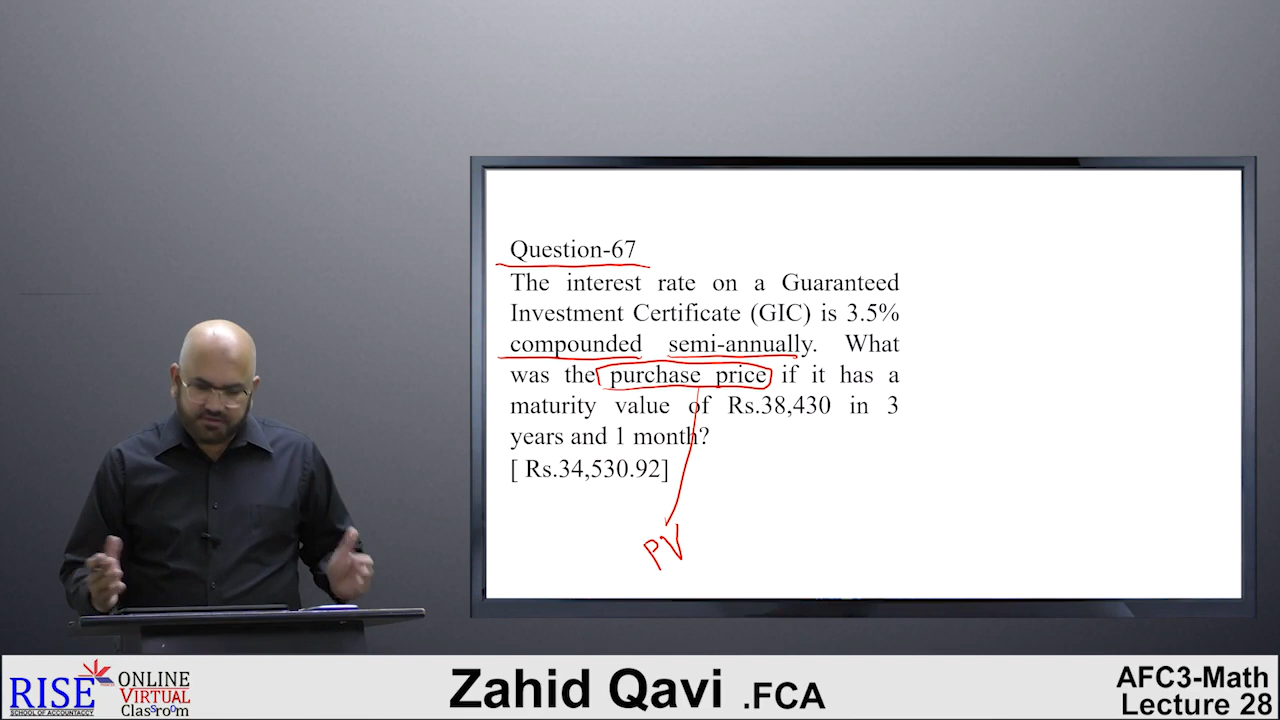 Question-67
The interest rate on a Guaranteed
Investment Certificate (GIC) is 3.5%
compounded semi-annually. What
was the purchase price if it has a
maturity value of Rs.38,430 in 3
years and 1 month?
[ Rs.34,530.92]
PV
RISE ONLINE
VIRTUAL
Classroom
SCHOOL OF ACCOUNTACY
Zahid Qavi .FCA
AFC3-Math
Lecture 28